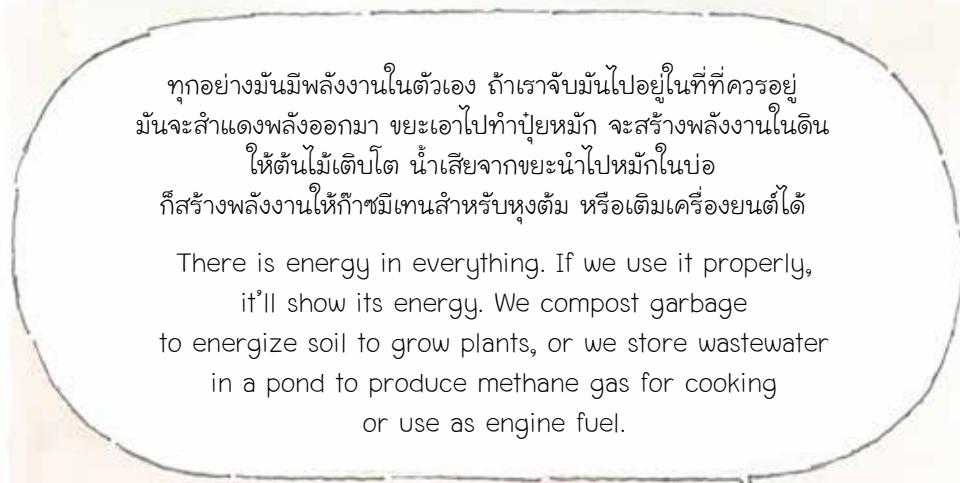 ทุกอย่างมันมีพลังงานในตัวเอง ถ้าเราจับมันไปอยู่ในที่ที่ควรอยู่
มันจะสำแดงพลังออกมา ขยะเอาไปทำปุ๋ยหมัก จะสร้างพลังงานในดิน
ให้ต้นไม้เติบโต น้ำเสียจากขยะนำไปหมักในบ่อ
ก็สร้างพลังงานให้ก๊าซมีเทนสำหรับหุงต้ม หรือเติมเครื่องยนต์ได้
There is energy in everything. If we use it properly,
it'll show its energy. We compost garbage
to energize soil to grow plants, or we store wastewater
in a pond to produce methane gas for cooking
or use as engine fuel.